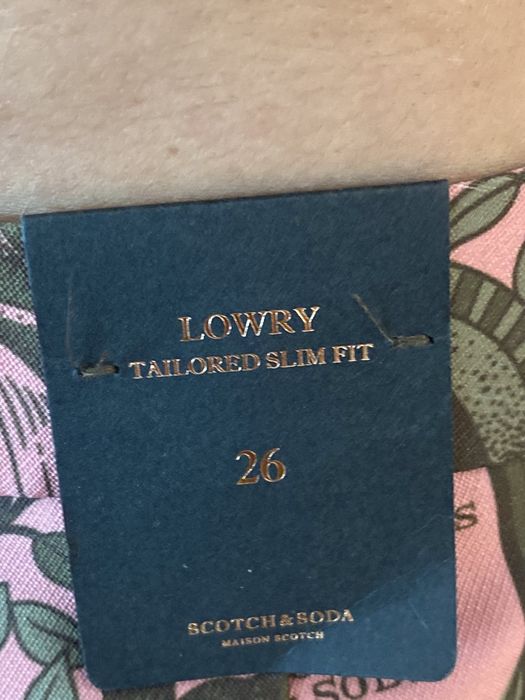 LOWRY
TAILORED SLIM FIT
26
S
SCOTCH & SODA
MAISON SCOTCH